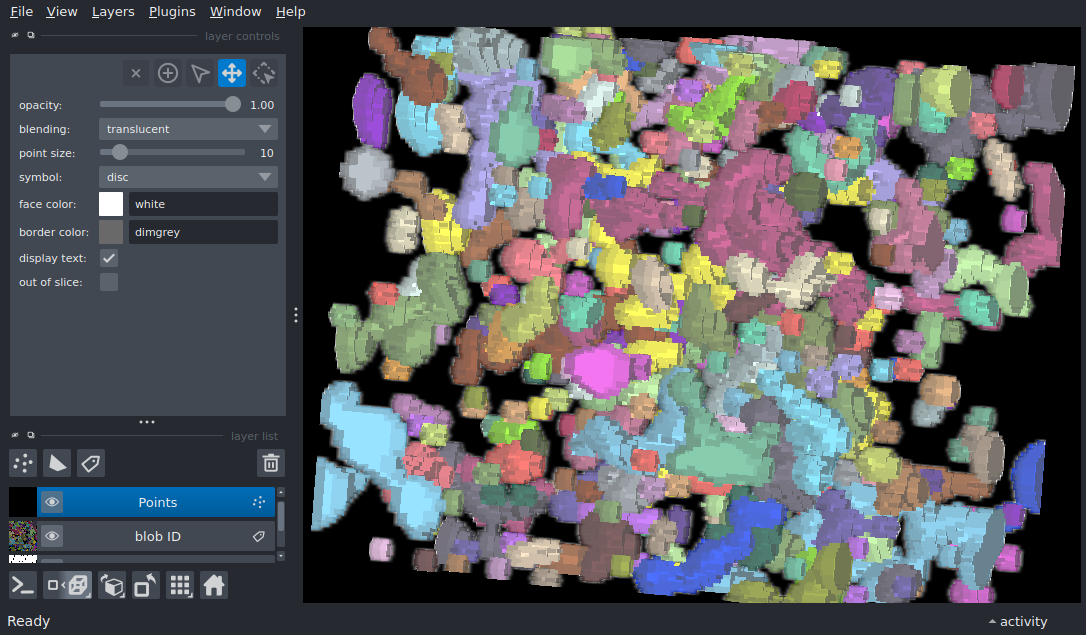 File View Layers Plugins Window Help
layer controls
opacity: 1.00
blending: translucent
point size: 10
symbol: disc
face color: white
border color: dimgrey
display text:
out of slice:
layer list
Points
blob ID
Ready
activity